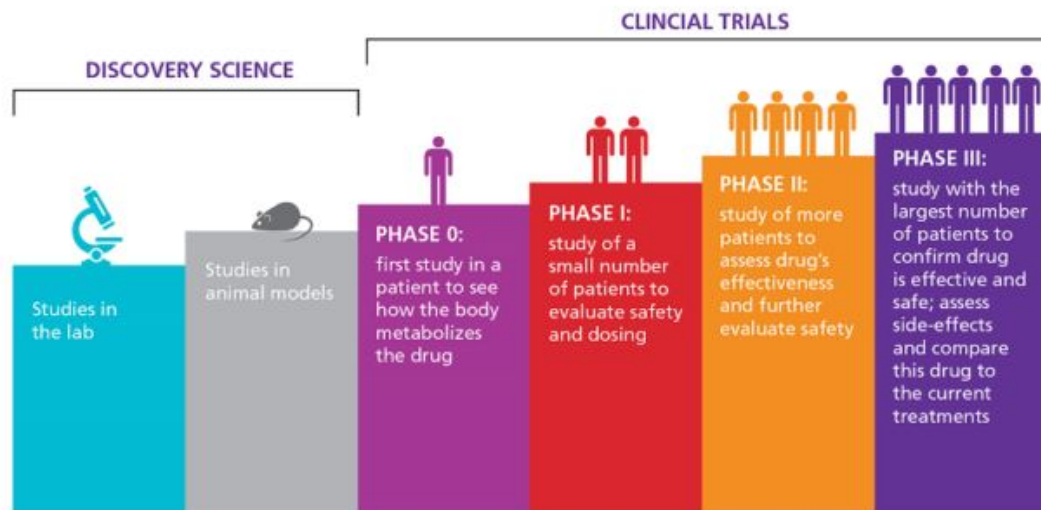 CLINCIAL TRIALS
DISCOVERY SCIENCE
Studies in
the lab
Studies in
animal models
PHASE 0:
first study in a
patient to see
how the body
metabolizes
the drug
PHASE I:
study of a
small number
of patients to
evaluate safety
and dosing
PHASE II:
study of more
patients to
assess drug's
effectiveness
and further
evaluate safety
PHASE III:
study with the
largest number
of patients to
confirm drug
is effective and
safe; assess
side-effects
and compare
this drug to
the current
treatments